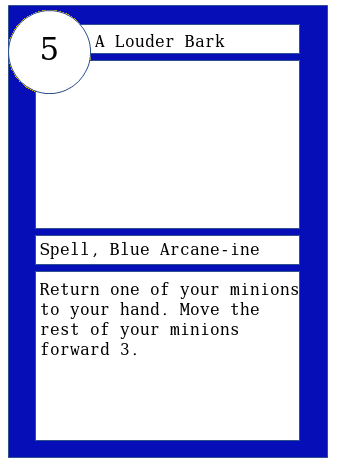 5
A Louder Bark
Spell, Blue Arcane-ine
Return one of your minions
to your hand. Move the
rest of your minions
forward 3.